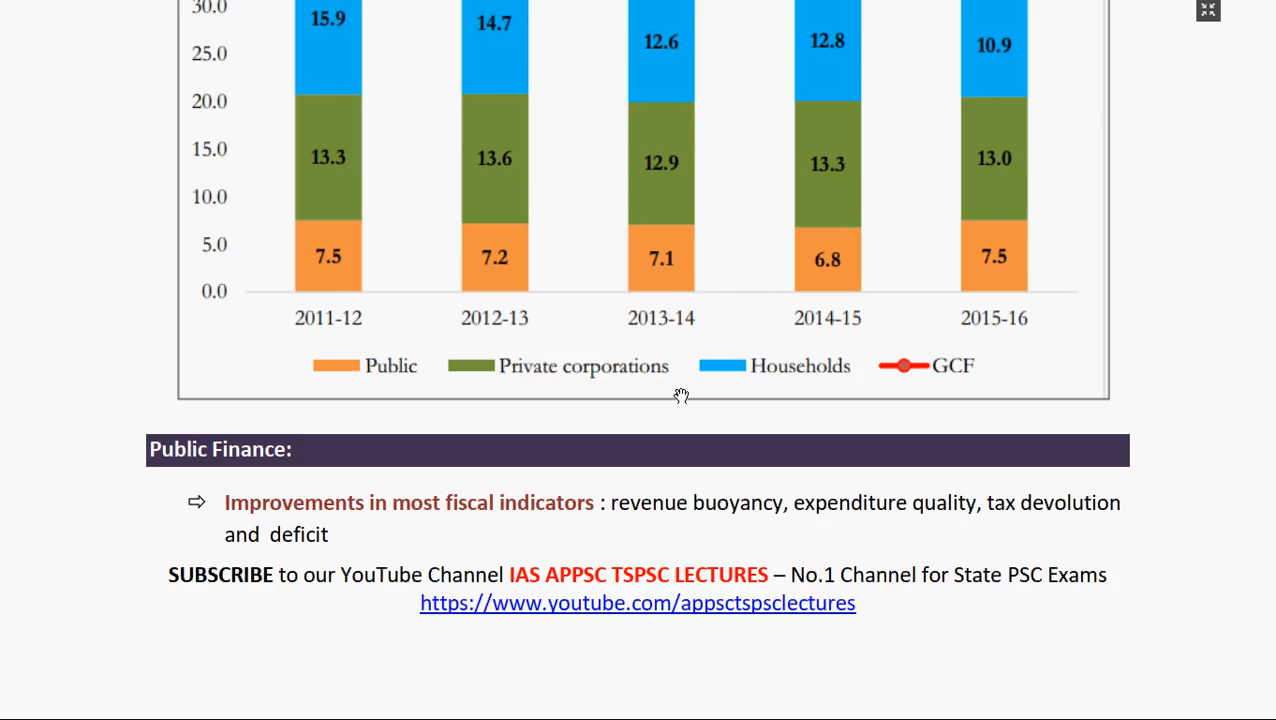 30.0
15.9 14.7 12.6 12.8 10.9
25.0
20.0
15.0
13.3 13.6 12.9 13.3 13.0
10.0
5.0
7.5 7.2 7.1 6.8 7.5
0.0
2011-12 2012-13 2013-14 2014-15 2015-16
Public Private corporations Households GCF
Public Finance:
⇨ Improvements in most fiscal indicators : revenue buoyancy, expenditure quality, tax devolution
and deficit
SUBSCRIBE to our YouTube Channel IAS APPSC TSPSC LECTURES – No.1 Channel for State PSC Exams
https://www.youtube.com/appsctspsclectures